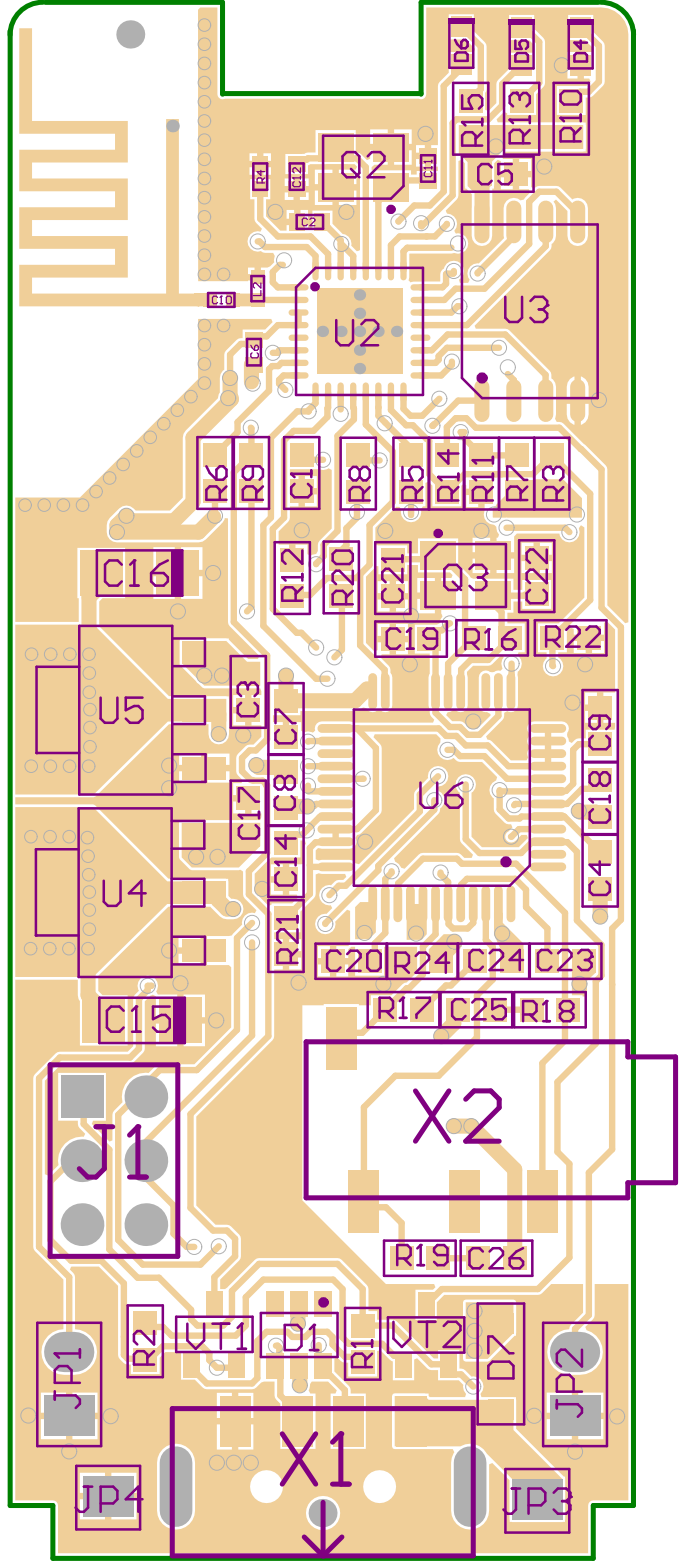 D6 D5 D4
R15 R13 R10
Q2
R4 C12 C11 C5
C2
L2 C10 U3
U2
C6
R6 R9 C1 R8 R5 R14 R11 R7 R3
C16 R12 R20 C21 Q3 C22
C19 R16 R22
C3
U5 C7 C9
C8 U6 C18
C17
U4 C14 C4
R21
C20 R24 C24 C23
C15 R17 C25 R18
X2
J1
R19 C26
R2 VT1 D1 R1 VT2 D7
JP1 JP2
X1
JP4 JP3